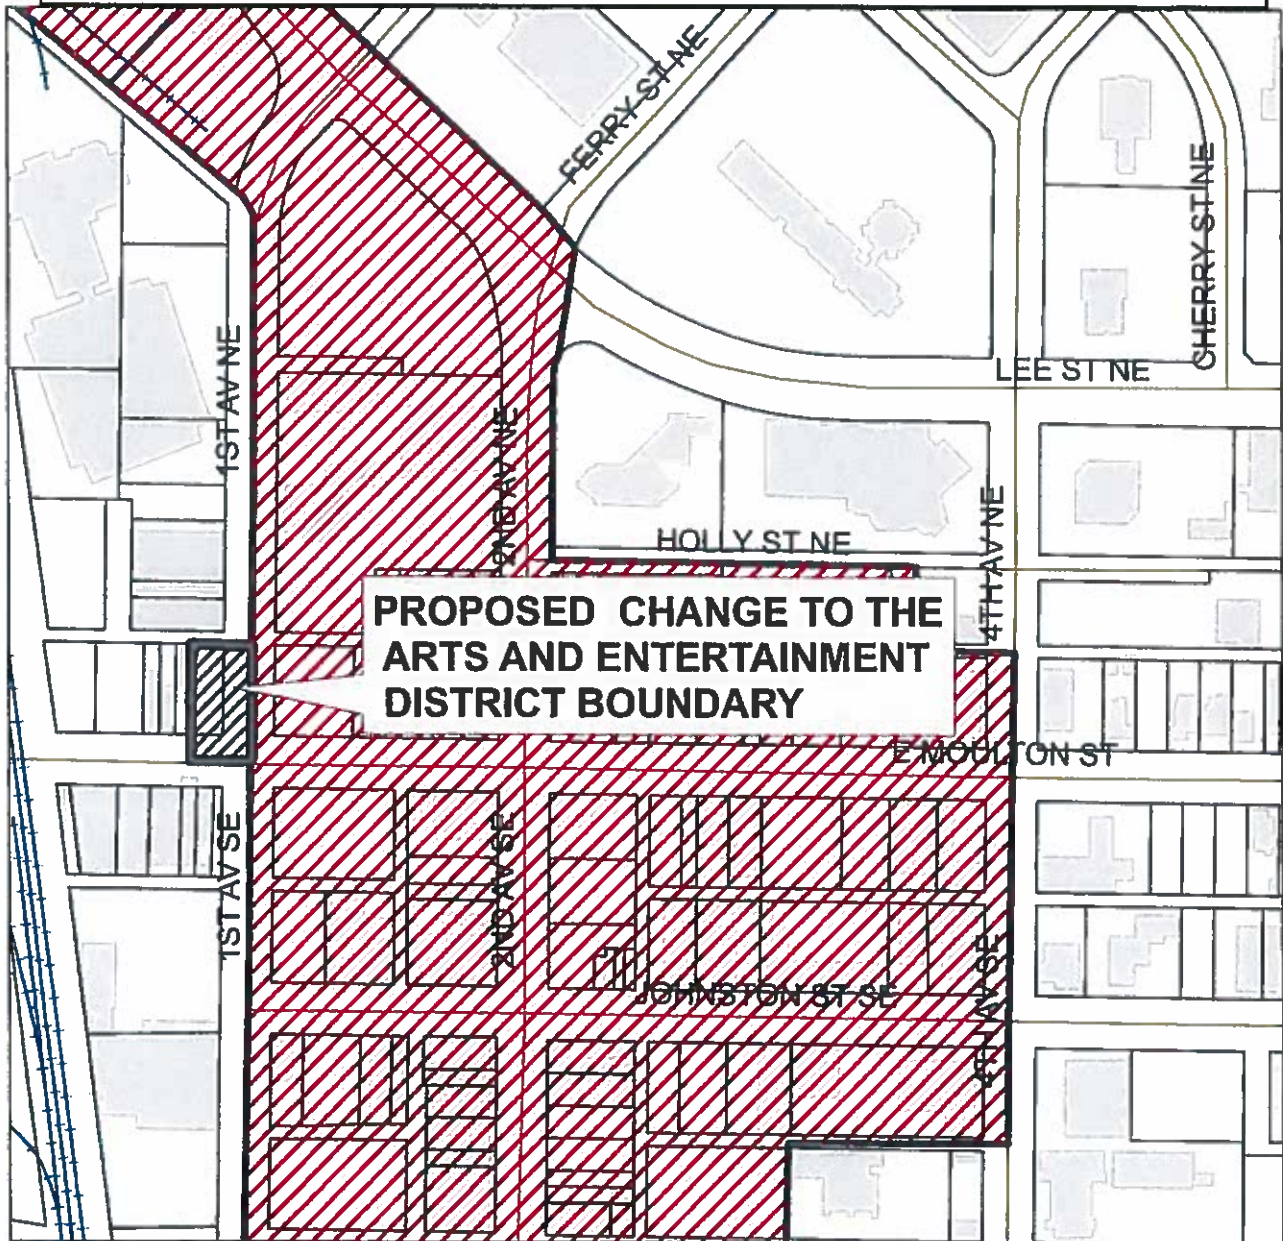 FERRY ST NE
CHERRY ST NE
1ST AV NE
LEE ST NE
2ND AV NE
4TH AV NE
HOLLY ST NE
PROPOSED CHANGE TO THE
ARTS AND ENTERTAINMENT
DISTRICT BOUNDARY
E MOULTON ST
1ST AV SE
2ND AV SE
4TH AV SE
JOHNSTON ST SE